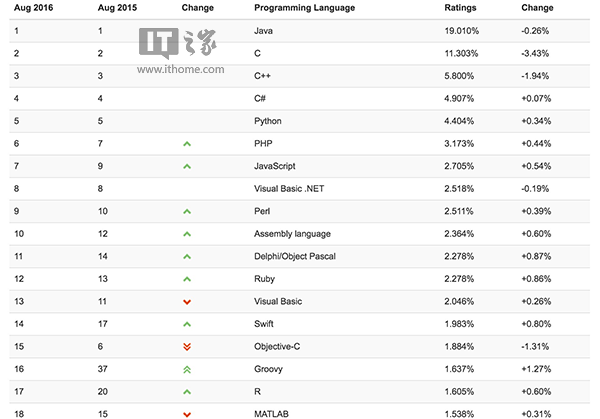 Aug 2016 Aug 2015 Change Programming Language Ratings Change
1 1 Java 19.010% -0.26%
IT之家
2 2 C 11.303% -3.43%
www.ithome.com
3 3 C++ 5.800% -1.94%
4 4 C# 4.907% +0.07%
5 5 Python 4.404% +0.34%
6 7 PHP 3.173% +0.44%
7 9 JavaScript 2.705% +0.54%
8 8 Visual Basic .NET 2.518% -0.19%
9 10 Perl 2.511% +0.39%
10 12 Assembly language 2.364% +0.60%
11 14 Delphi/Object Pascal 2.278% +0.87%
12 13 Ruby 2.278% +0.86%
13 11 Visual Basic 2.046% +0.26%
14 17 Swift 1.983% +0.80%
15 6 Objective-C 1.884% -1.31%
16 37 Groovy 1.637% +1.27%
17 20 R 1.605% +0.60%
18 15 MATLAB 1.538% +0.31%